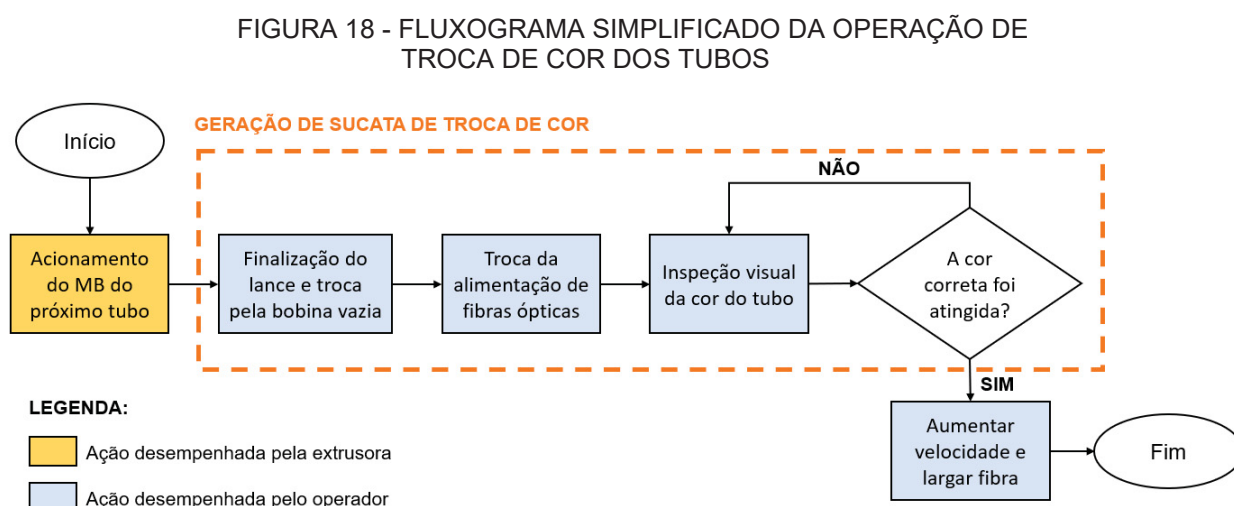 FIGURA 18 - FLUXOGRAMA SIMPLIFICADO DA OPERAÇÃO DE
TROCA DE COR DOS TUBOS
Início
GERAÇÃO DE SUCATA DE TROCA DE COR
NÃO
Acionamento
do MB do
próximo tubo
Finalização do
lance e troca
pela bobina vazia
Troca da
alimentação de
fibras ópticas
Inspeção visual
da cor do tubo
A cor
correta foi
atingida?
SIM
Aumentar
velocidade e
largar fibra
Fim
LEGENDA:
Ação desempenhada pela extrusora
Ação desempenhada pelo operador